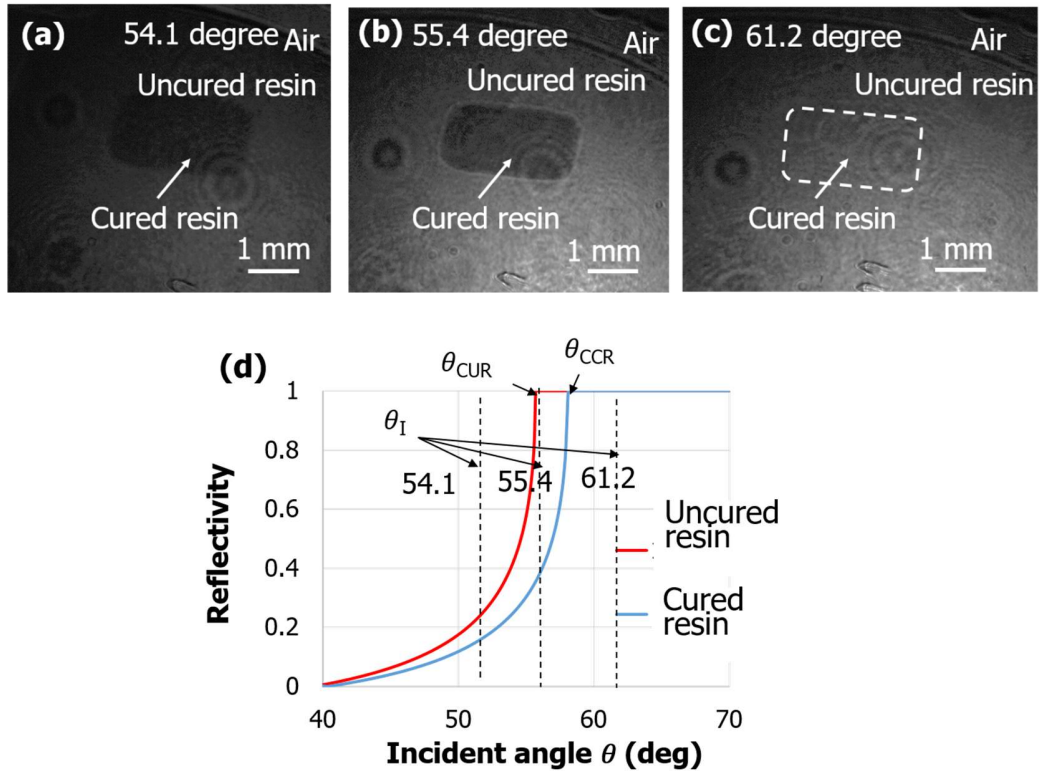 (a)
54.1 degree
Air
Uncured resin
Cured resin
1 mm
(b)
55.4 degree
Air
Uncured resin
Cured resin
1 mm
(c)
61.2 degree
Air
Uncured resin
Cured resin
1 mm
(d)
θCUR
θCCR
θI
54.1
55.4
61.2
Reflectivity
1
0.8
0.6
0.4
0.2
0
40
50
60
70
Incident angle θ (deg)
Uncured
resin
Cured
resin